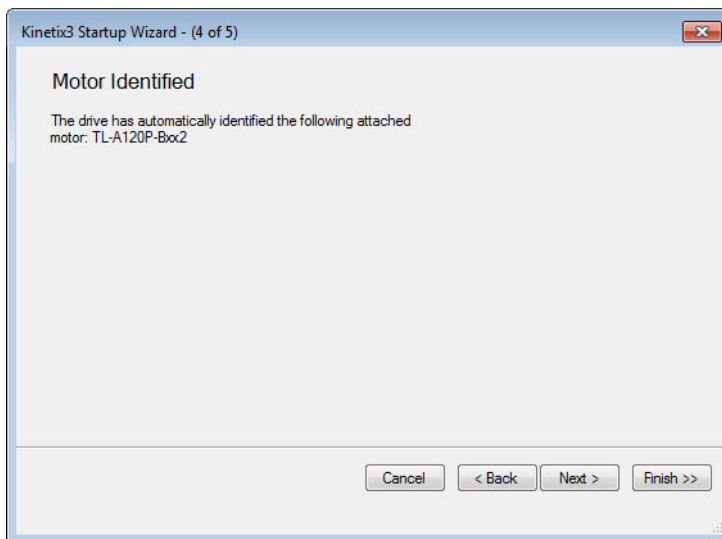 Kinetix3 Startup Wizard - (4 of 5)
Motor Identified
The drive has automatically identified the following attached
motor: TL-A120P-Bxx2
Cancel
< Back
Next >
Finish >>